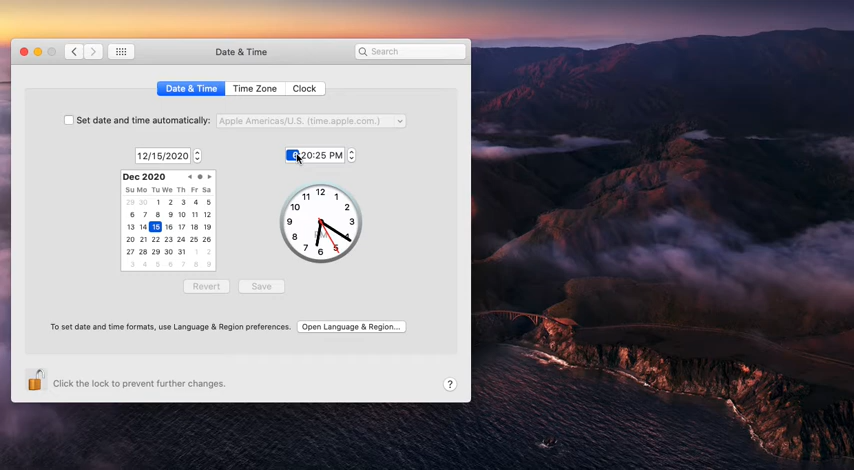 Date & Time
Search
Date & Time Time Zone Clock
Set date and time automatically: Apple Americas/U.S. (time.apple.com.)
12/15/2020 6:20:25 PM
Dec 2020
Su Mo Tu We Th Fr Sa
29 30 1 2 3 4 5
6 7 8 9 10 11 12
13 14 15 16 17 18 19
20 21 22 23 24 25 26
27 28 29 30 31 1 2
3 4 5 6 7 8 9
12
11 1
10 2
9 3
PM
8 4
7 5
6
Revert Save
To set date and time formats, use Language & Region preferences. Open Language & Region...
Click the lock to prevent further changes. ?